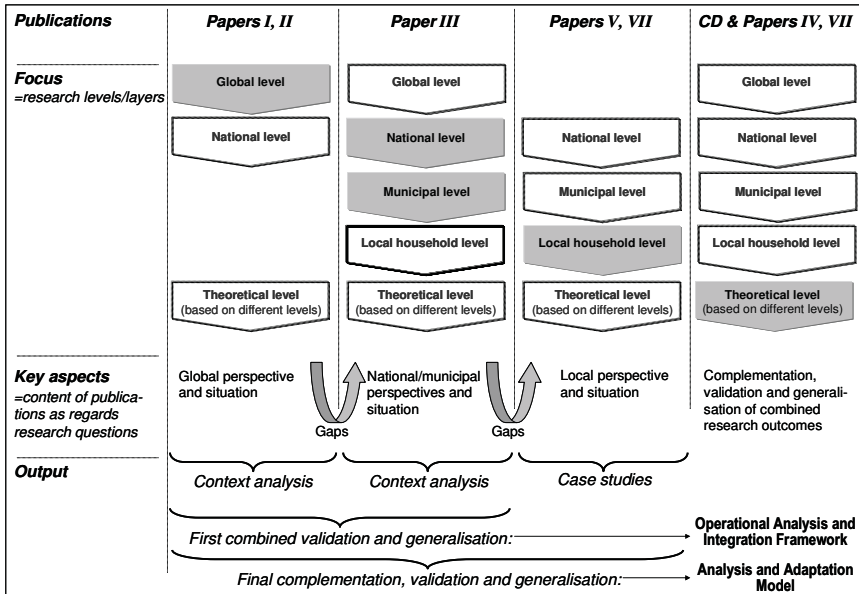 Publications
Papers I, II
Paper III
Papers V, VII
CD & Papers IV, VII
Focus
=research levels/layers
Global level
Global level
Global level
National level
National level
National level
National level
Municipal level
Municipal level
Municipal level
Local household level
Local household level
Local household level
Theoretical level
(based on different levels)
Theoretical level
(based on different levels)
Theoretical level
(based on different levels)
Theoretical level
(based on different levels)
Key aspects
=content of publica-
tions as regards
research questions
Global perspective
and situation
Gaps
National/municipal
perspectives and
situation
Gaps
Local perspective
and situation
Complementation,
validation and generali-
sation of combined
research outcomes
Output
Context analysis
Context analysis
Case studies
First combined validation and generalisation:
Operational Analysis and
Integration Framework
Final complementation, validation and generalisation:
Analysis and Adaptation
Model